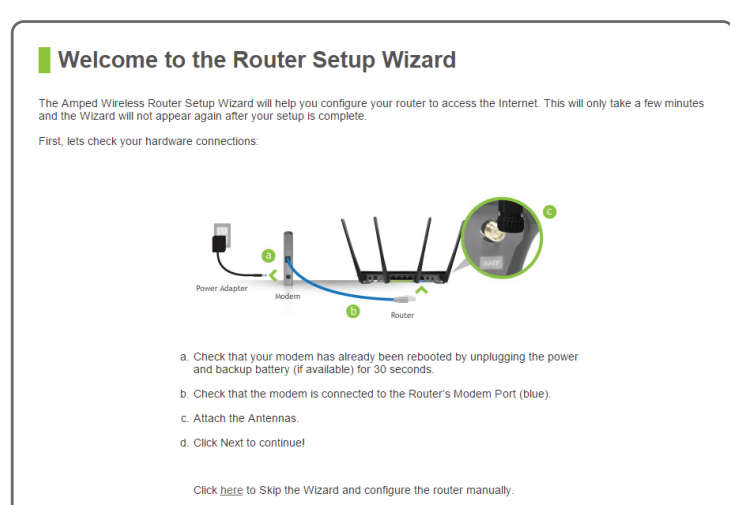 Welcome to the Router Setup Wizard
The Amped Wireless Router Setup Wizard will help you configure your router to access the Internet. This will only take a few minutes
and the Wizard will not appear again after your setup is complete.
First, lets check your hardware connections:
c
a
ANT
Power Adapter
Modem
b
Router
a. Check that your modem has already been rebooted by unplugging the power
and backup battery (if available) for 30 seconds.
b. Check that the modem is connected to the Router's Modem Port (blue).
c. Attach the Antennas.
d. Click Next to continue!
Click here to Skip the Wizard and configure the router manually.